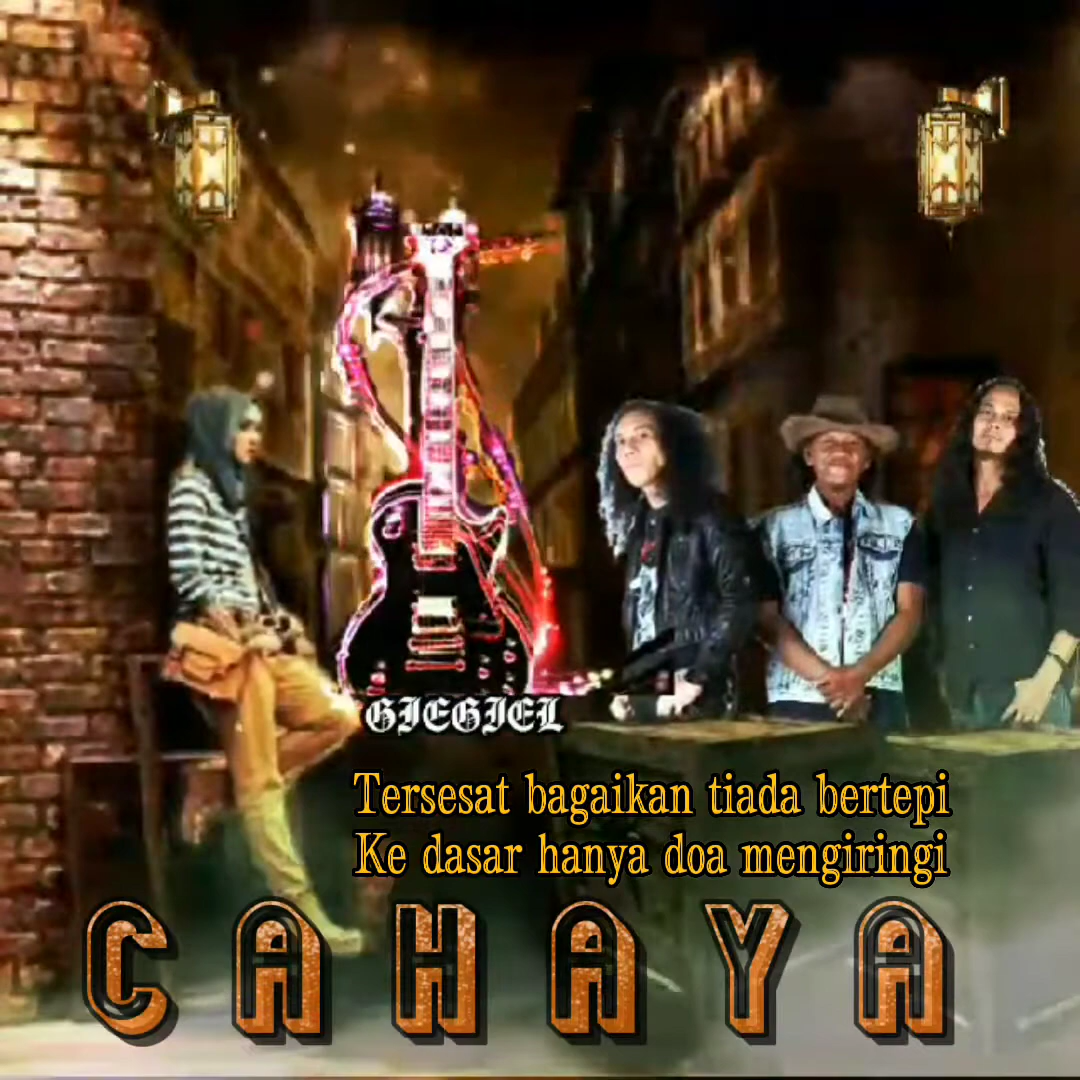 GIEGIEL
Tersesat bagaikan tiada bertepi
Ke dasar hanya doa mengiringi
CAHAYA